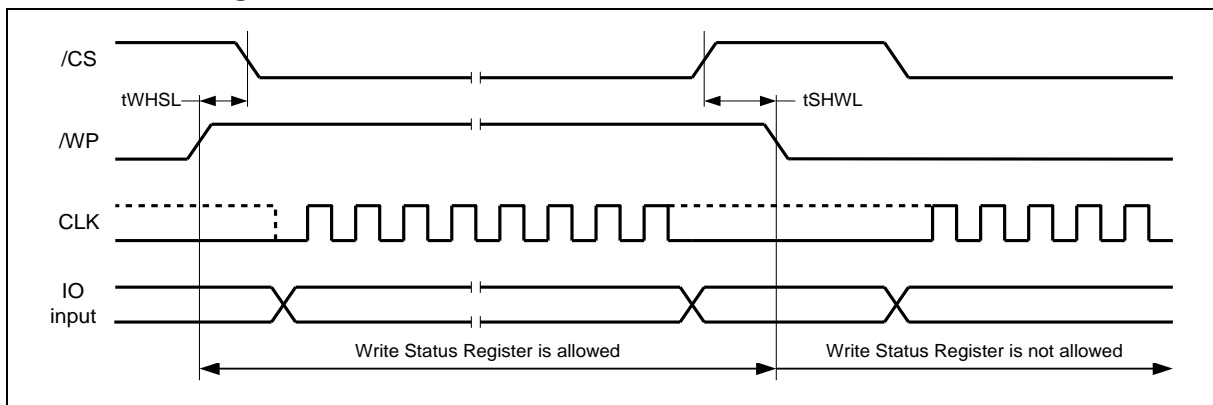 /CS
tWHSL
tSHWL
/WP
CLK
IO
input
Write Status Register is allowed
Write Status Register is not allowed